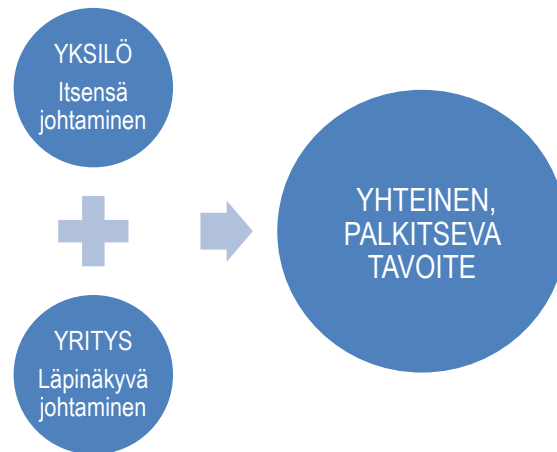 YKSILÖ
Itsensä
johtaminen
YRITYS
Läpinäkyvä
johtaminen
YHTEINEN,
PALKITSEVA
TAVOITE